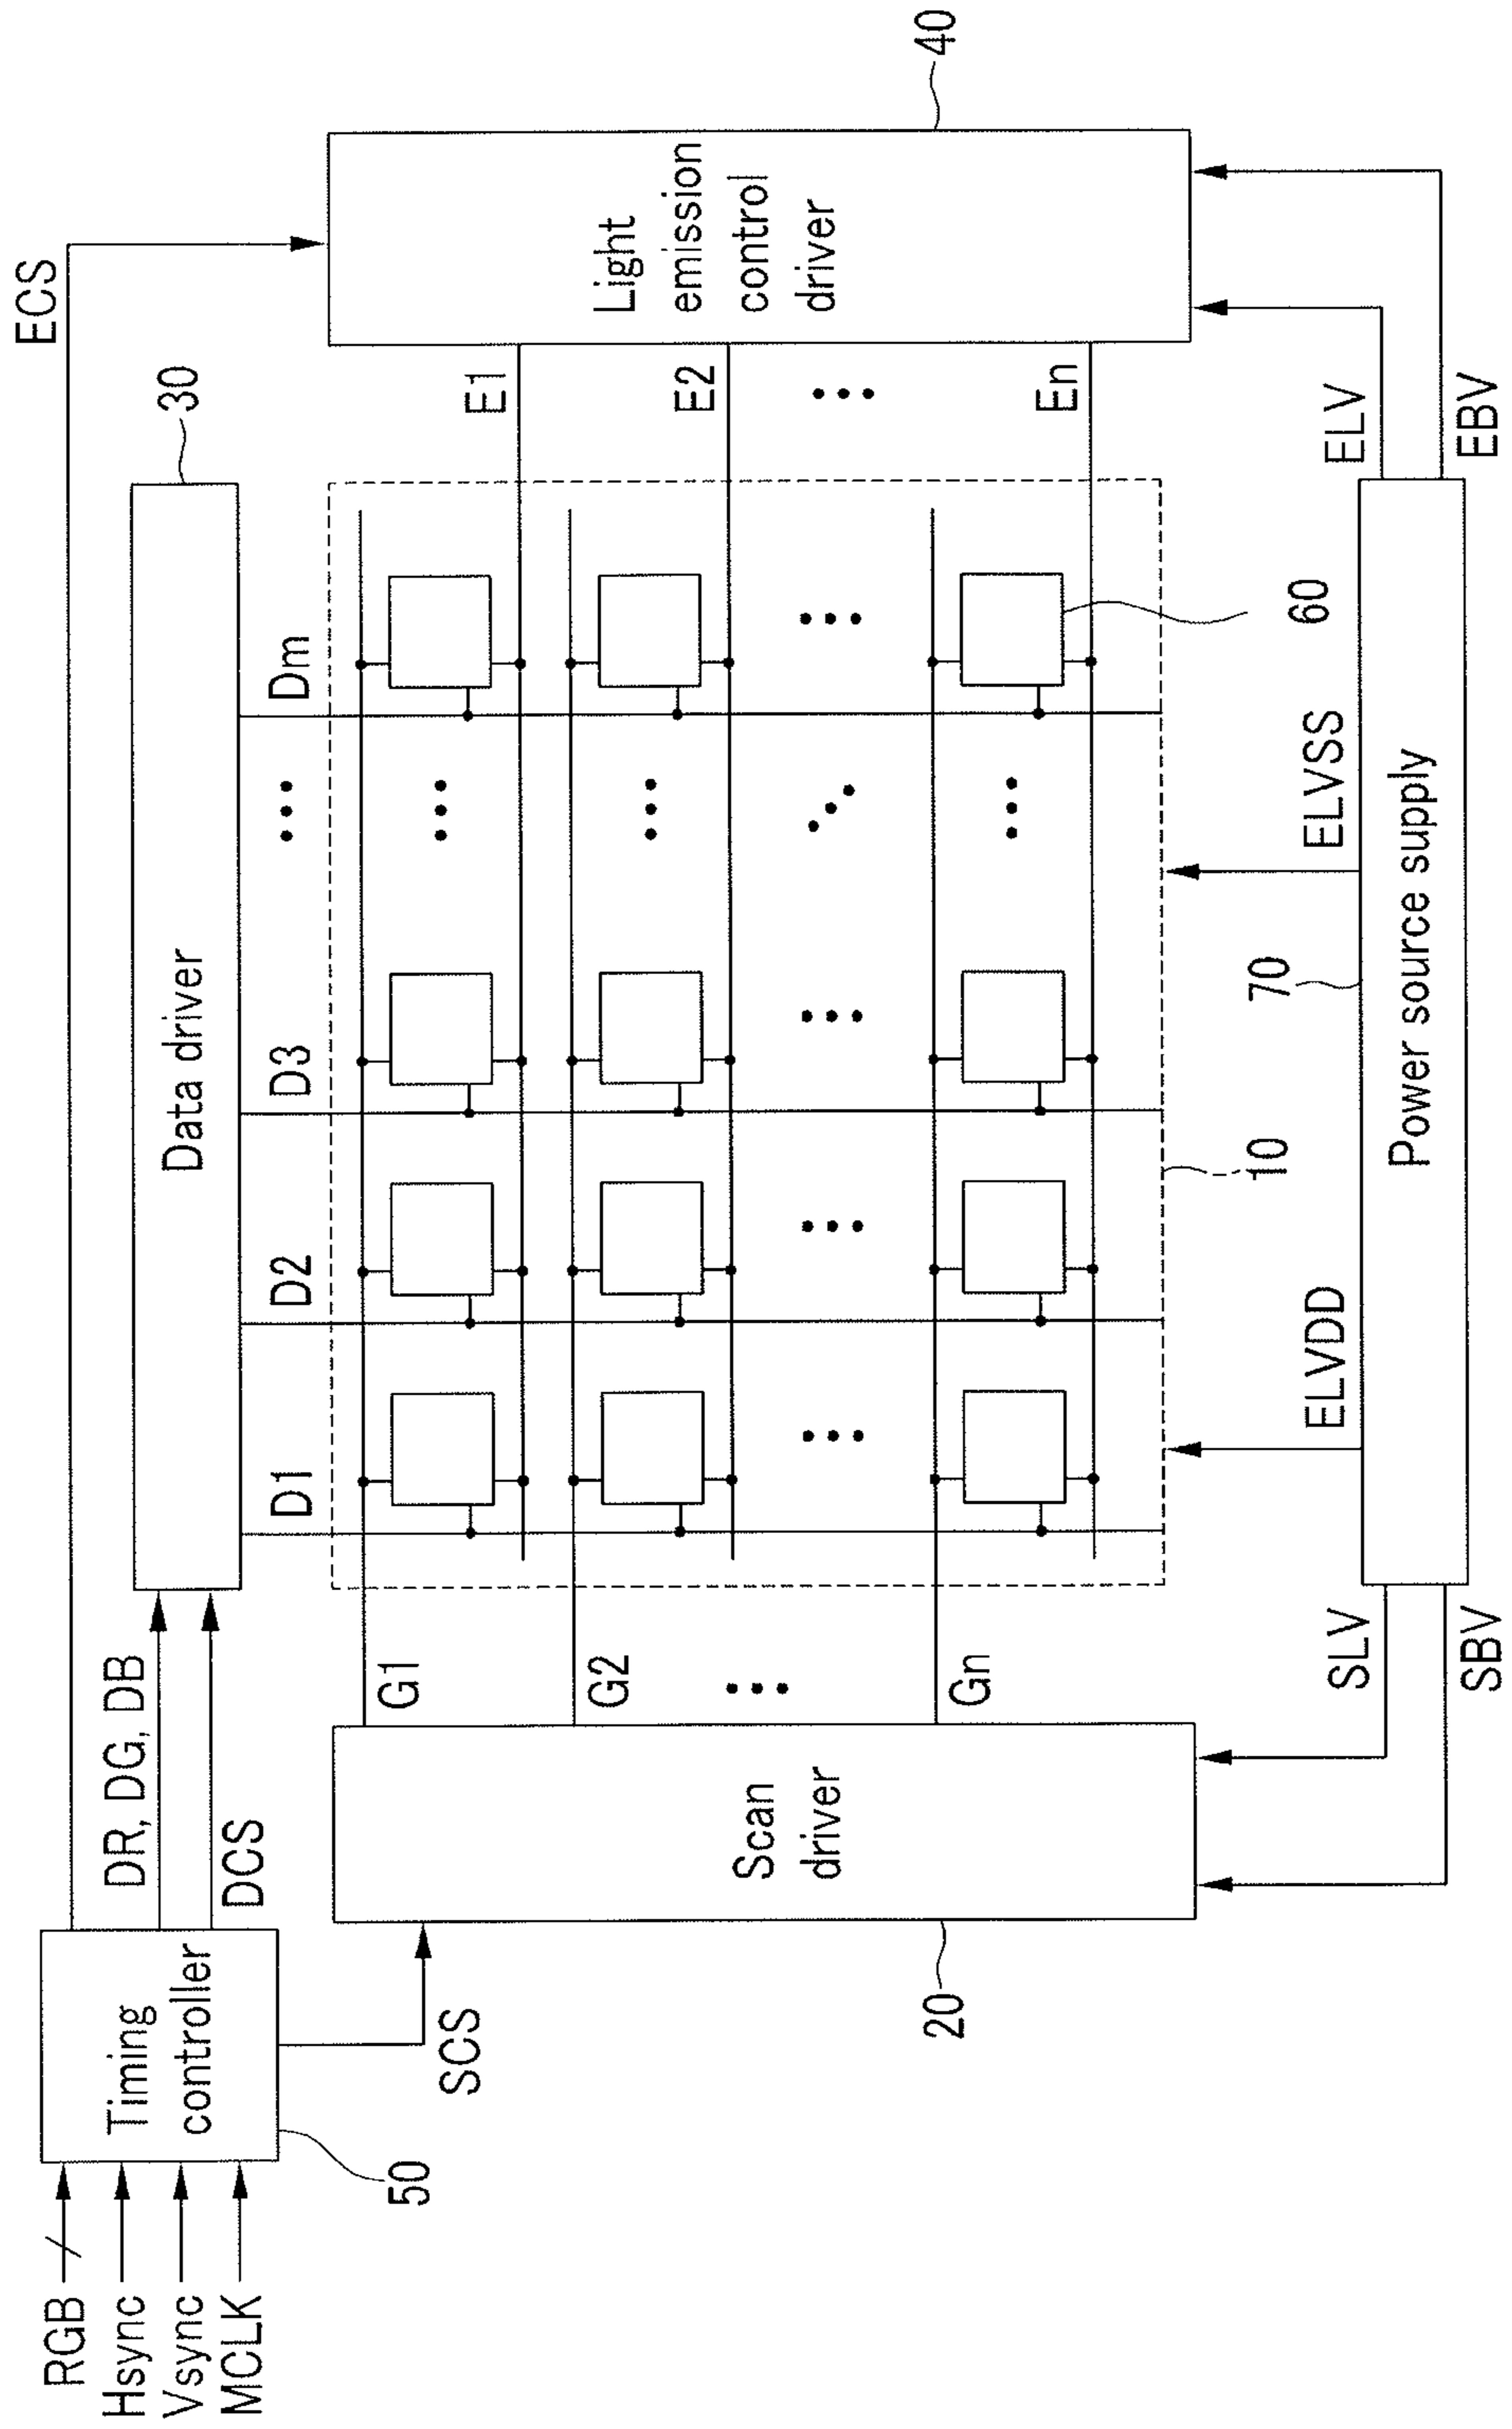 RGB
Hsync
Vsync
MCLK
Timing
controller
50
ECS
DR, DG, DB
DCS
SCS
Data driver
30
D1
D2
D3
Dm
Scan
driver
20
G1
G2
Gn
E1
E2
En
Light
emission
control
driver
40
60
10
ELVDD
ELVSS
70
Power source supply
SLV
SBV
ELV
EBV